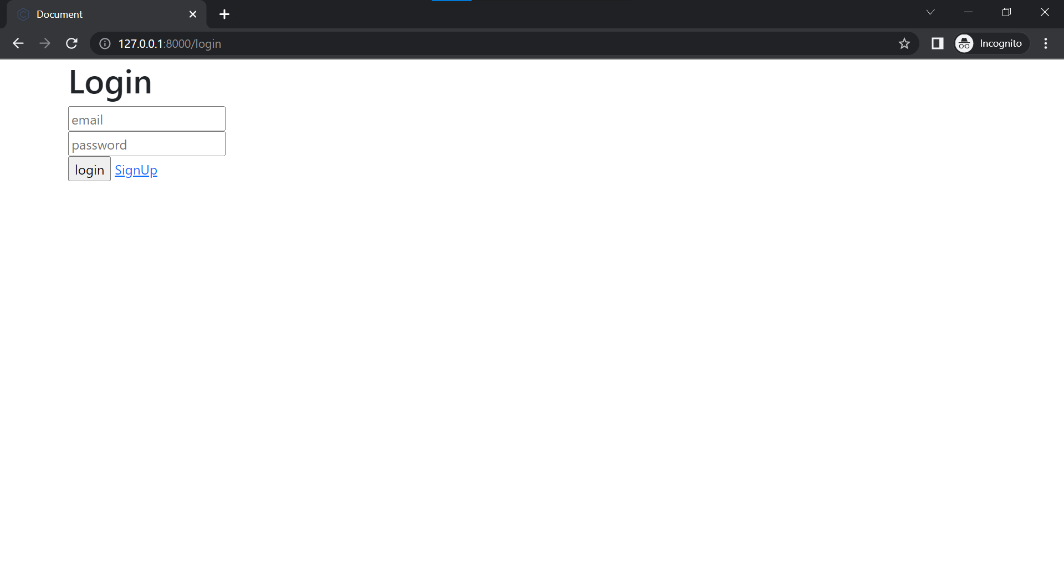 Document
127.0.0.1:8000/login
Incognito
Login
email
password
login SignUp